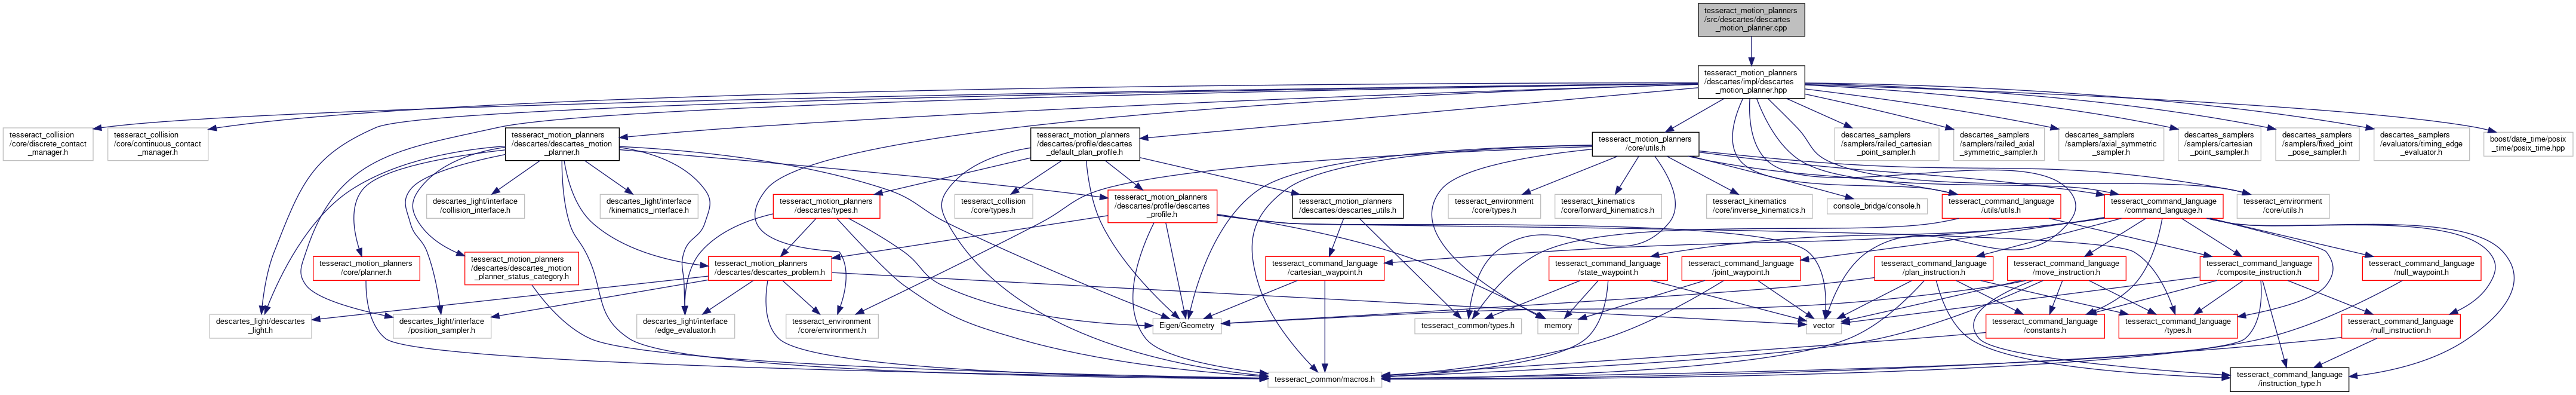 tesseract_motion_planners
/src/descartes/descartes
_motion_planner.cpp
tesseract_motion_planners
/descartes/impl/descartes
_motion_planner.hpp
tesseract_collision
/core/discrete_contact
_manager.h
tesseract_collision
/core/continuous_contact
_manager.h
tesseract_motion_planners
/descartes/descartes_motion
_planner.h
tesseract_motion_planners
/descartes/profile/descartes
_default_plan_profile.h
tesseract_motion_planners
/core/utils.h
descartes_samplers
/samplers/railed_cartesian
_point_sampler.h
descartes_samplers
/samplers/railed_axial
_symmetric_sampler.h
descartes_samplers
/samplers/axial_symmetric
_sampler.h
descartes_samplers
/samplers/cartesian
_point_sampler.h
descartes_samplers
/samplers/fixed_joint
_pose_sampler.h
descartes_samplers
/evaluators/timing_edge
_evaluator.h
boost/date_time/posix
_time/posix_time.hpp
descartes_light/interface
/collision_interface.h
descartes_light/interface
/kinematics_interface.h
tesseract_motion_planners
/descartes/types.h
tesseract_collision
/core/types.h
tesseract_motion_planners
/descartes/profile/descartes
_profile.h
tesseract_motion_planners
/descartes/descartes_utils.h
tesseract_environment
/core/types.h
tesseract_kinematics
/core/forward_kinematics.h
tesseract_kinematics
/core/inverse_kinematics.h
console_bridge/console.h
tesseract_command_language
/utils/utils.h
tesseract_command_language
/command_language.h
tesseract_environment
/core/utils.h
tesseract_motion_planners
/core/planner.h
tesseract_motion_planners
/descartes/descartes_motion
_planner_status_category.h
tesseract_motion_planners
/descartes/descartes_problem.h
tesseract_command_language
/cartesian_waypoint.h
tesseract_command_language
/state_waypoint.h
tesseract_command_language
/joint_waypoint.h
tesseract_command_language
/plan_instruction.h
tesseract_command_language
/move_instruction.h
tesseract_command_language
/composite_instruction.h
tesseract_command_language
/null_waypoint.h
descartes_light/descartes
_light.h
descartes_light/interface
/position_sampler.h
descartes_light/interface
/edge_evaluator.h
tesseract_environment
/core/environment.h
Eigen/Geometry
tesseract_common/types.h
memory
vector
tesseract_command_language
/constants.h
tesseract_command_language
/types.h
tesseract_command_language
/null_instruction.h
tesseract_common/macros.h
tesseract_command_language
/instruction_type.h